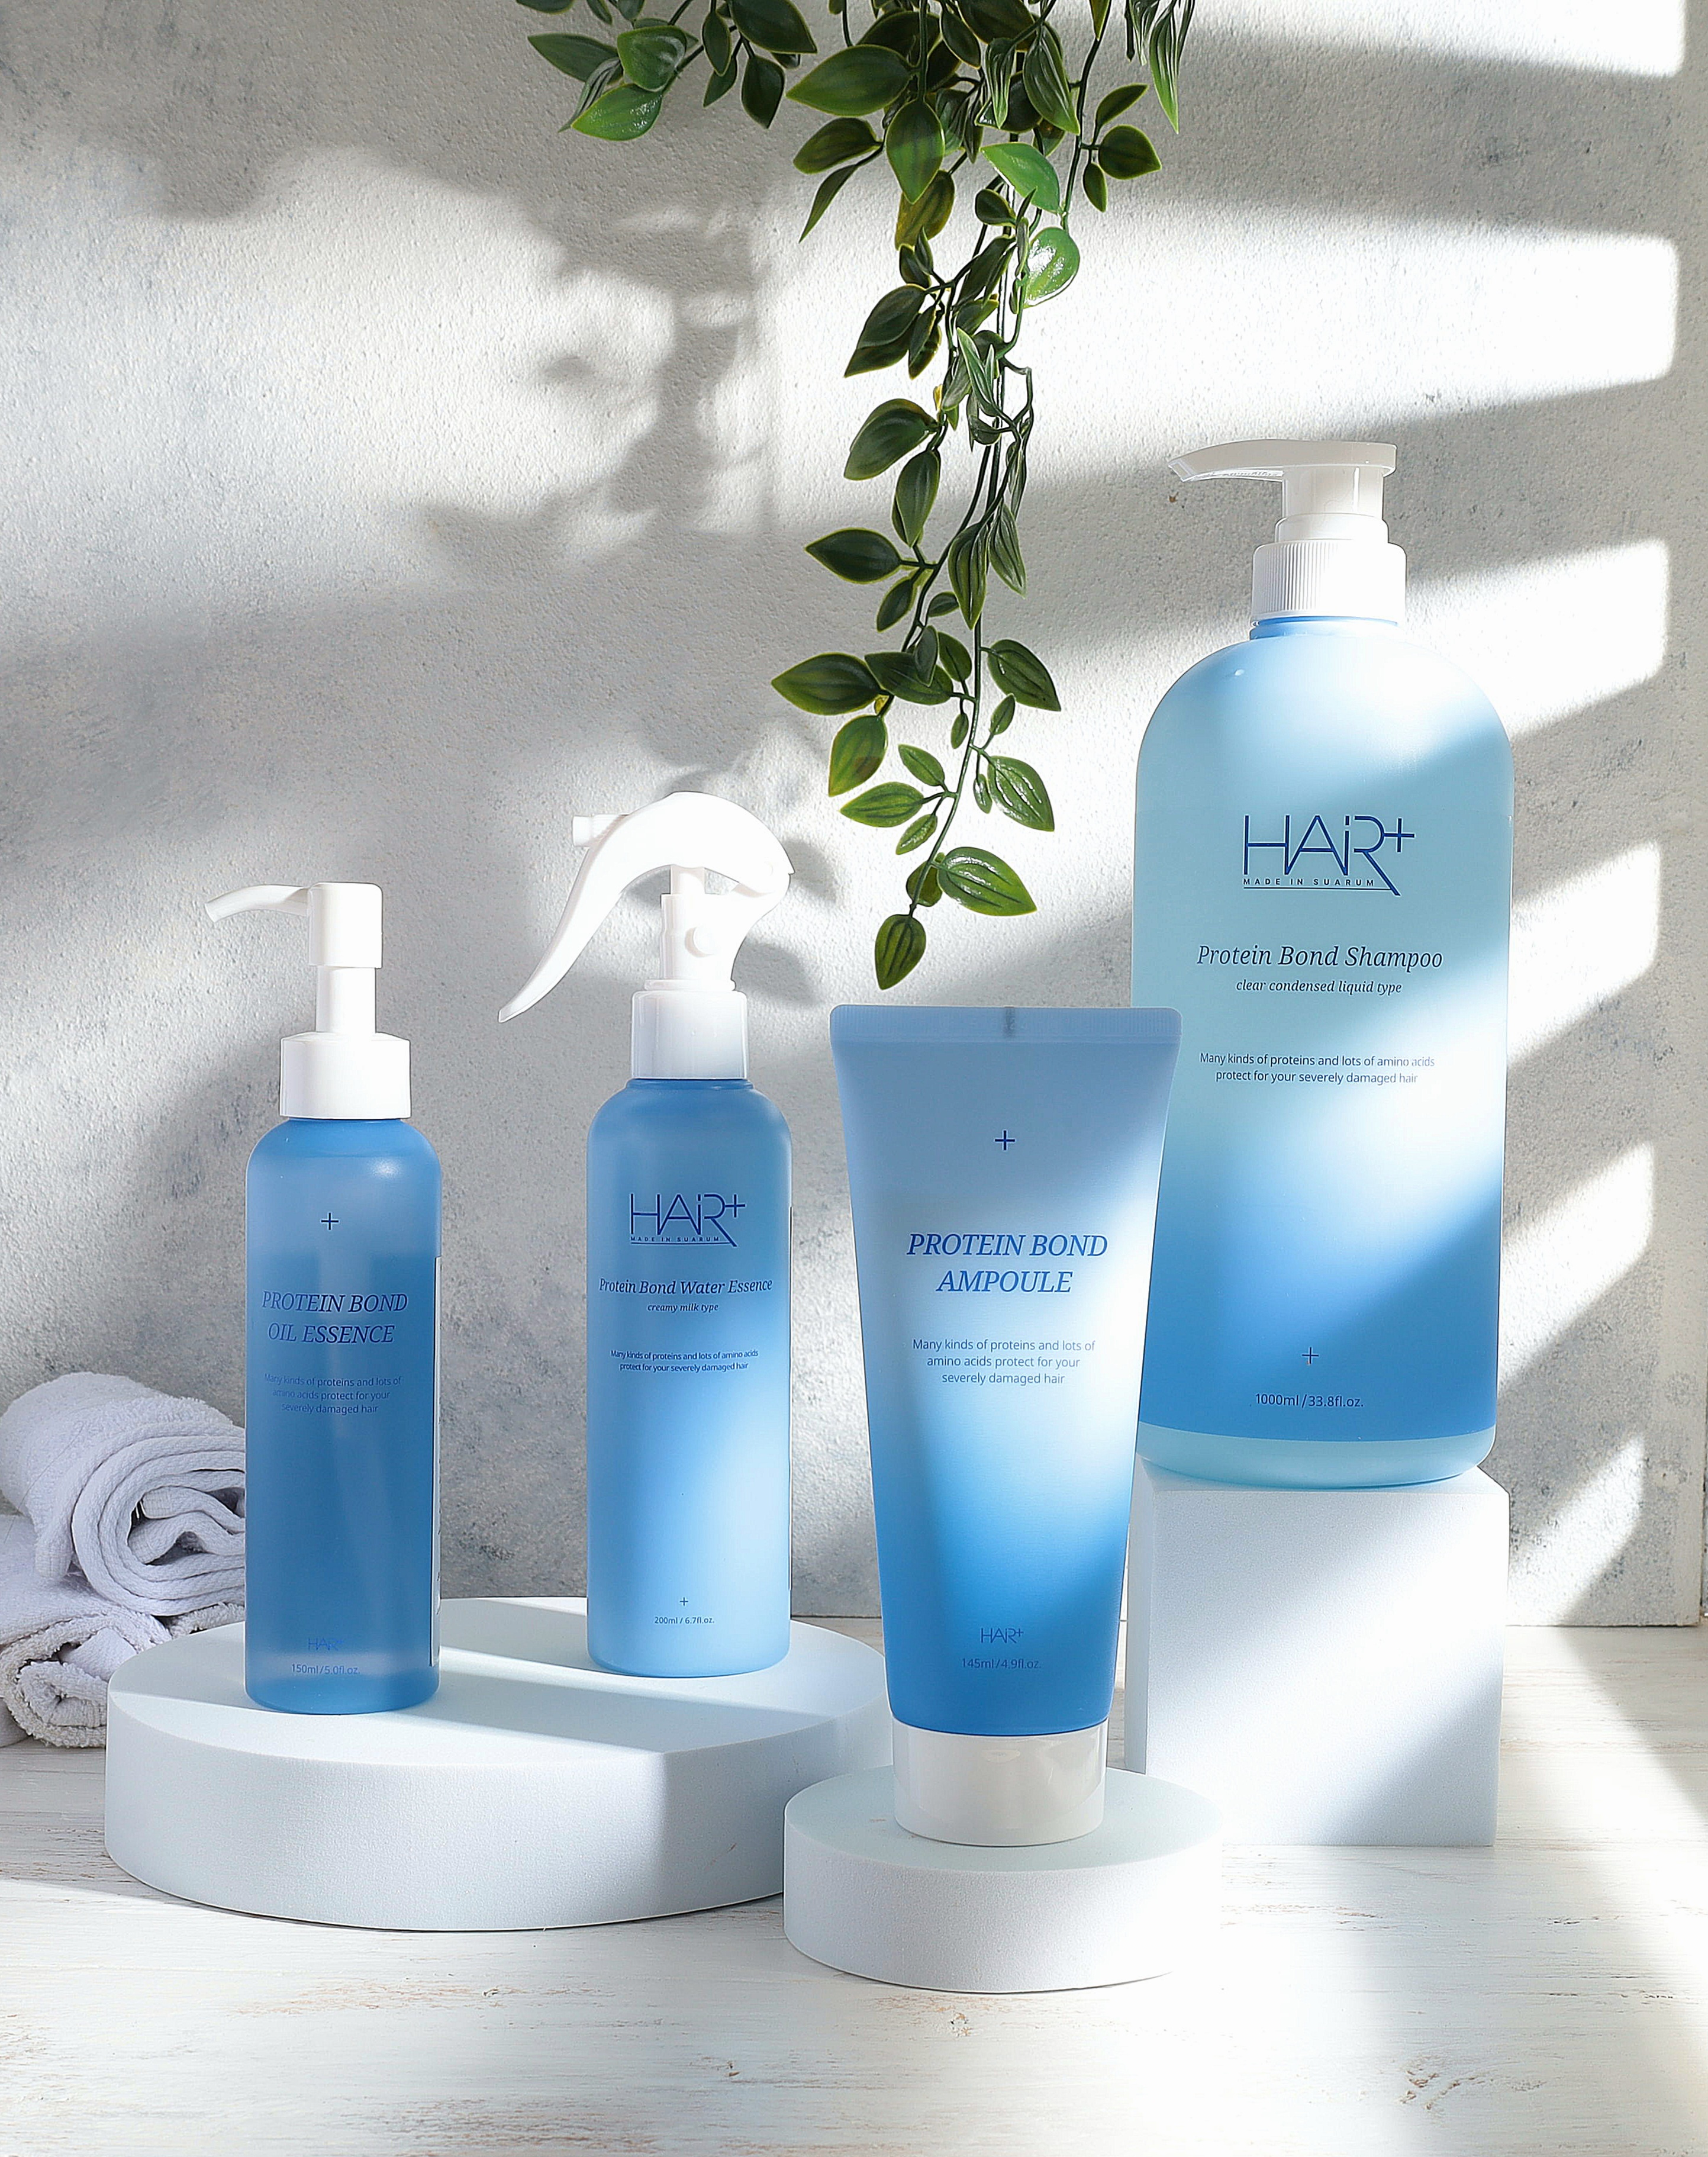 +
PROTEIN BOND
OIL ESSENCE
Many kinds of proteins and lots of
amino acids protect for your
severely damaged hair
HAiR+
150ml/5.0fl.oz.
HAiR+
MADE IN SUARUM
Protein Bond Water Essence
creamy milk type
Many kinds of proteins and lots of amino acids
protect for your severely damaged hair
+
200ml / 6.7fl.oz.
+
PROTEIN BOND
AMPOULE
Many kinds of proteins and lots of
amino acids protect for your
severely damaged hair
HAiR+
145ml/4.9fl.oz.
HAiR+
MADE IN SUARUM
Protein Bond Shampoo
clear condensed liquid type
Many kinds of proteins and lots of amino acids
protect for your severely damaged hair
+
1000ml/33.8fl.oz.